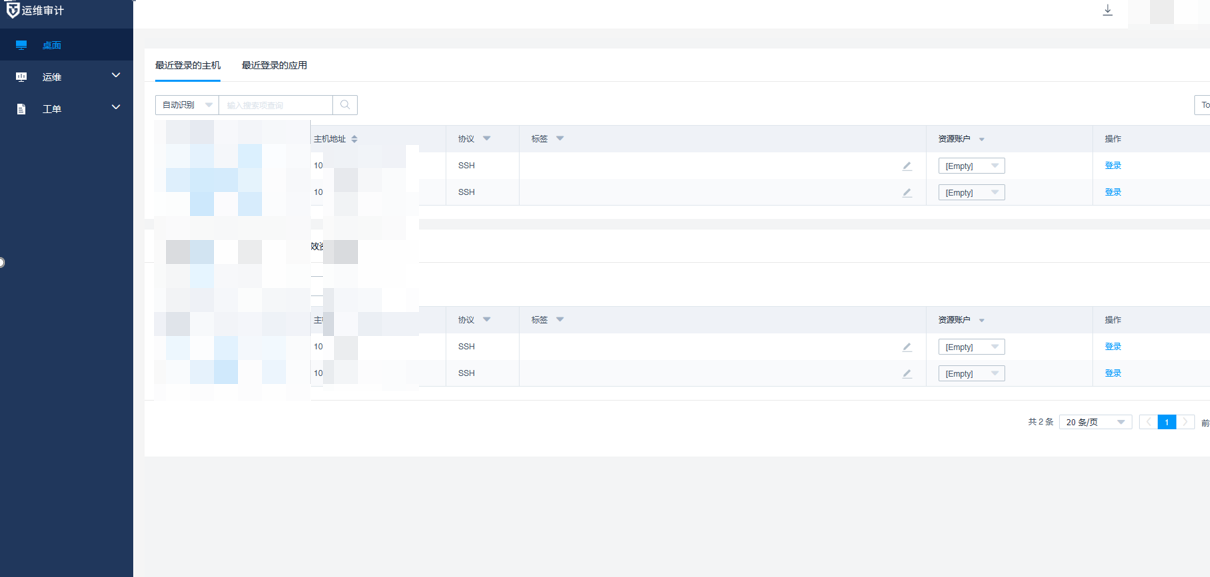 运维审计
桌面
运维
工单
最近登录的主机 最近登录的应用
自动识别 输入搜索或查询 To
主机地址 协议 标签 资源账户 操作
10 SSH [Empty] 登录
10 SSH [Empty] 登录
主 协议 标签 资源账户 操作
10 SSH [Empty] 登录
10 SSH [Empty] 登录
共 2 条 20 条/页 1 前